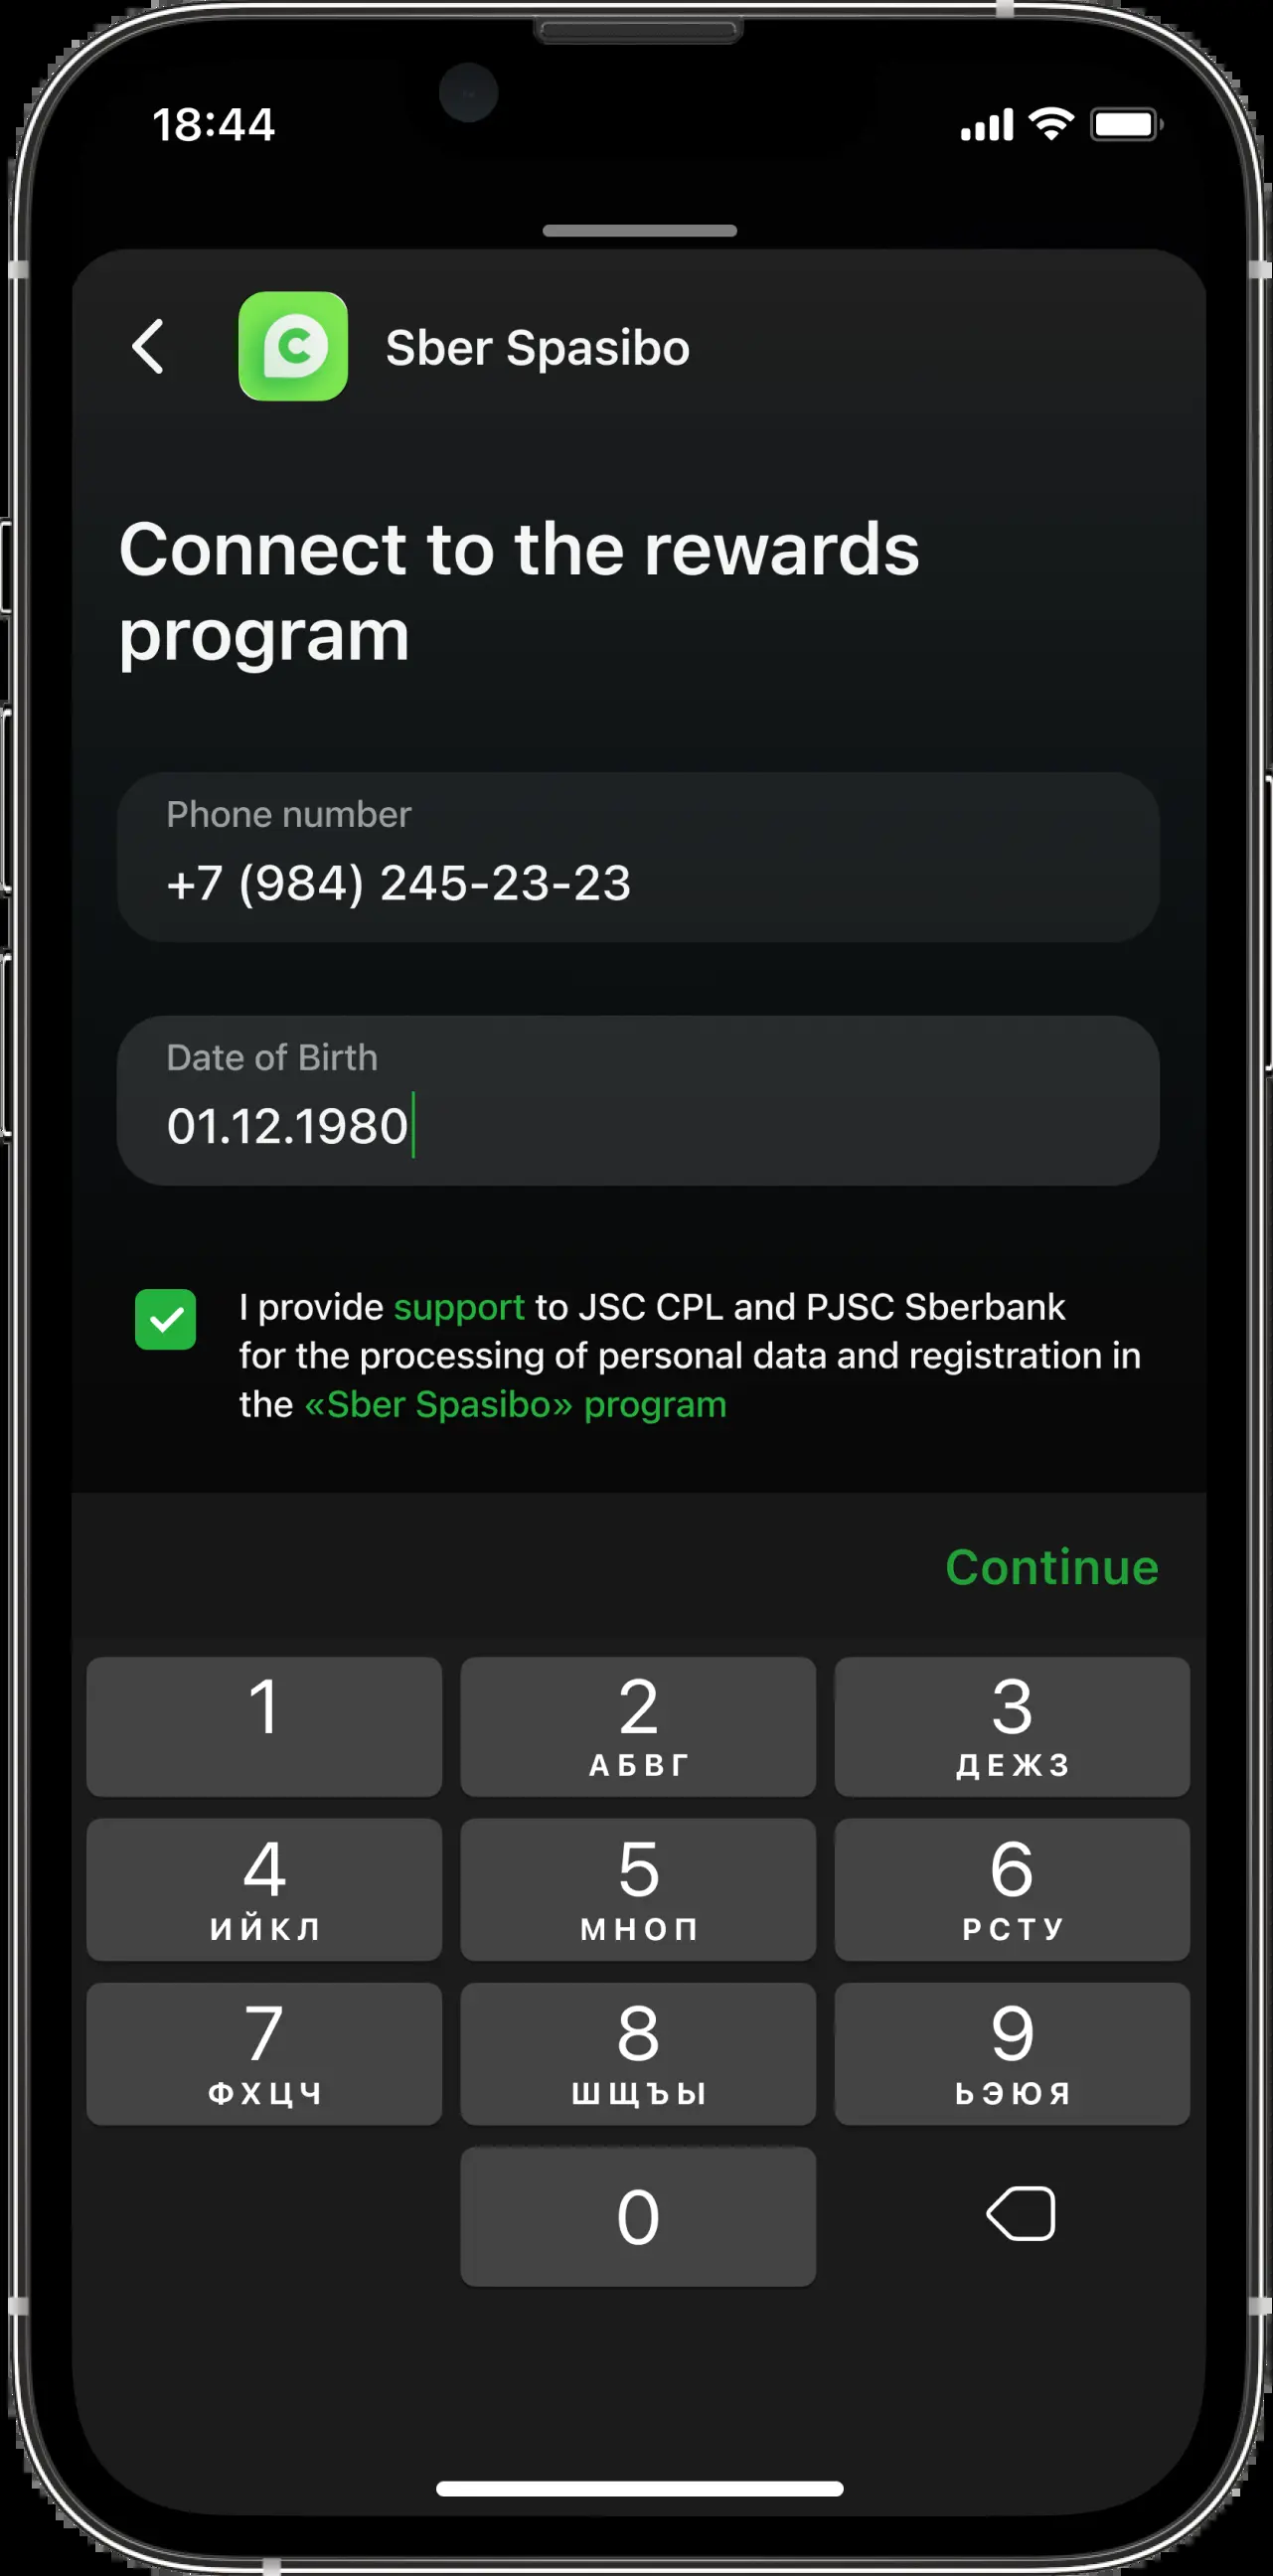 18:44
Sber Spasibo
Connect to the rewards
program
Phone number
+7 (984) 245-23-23
Date of Birth
01.12.1980
I provide support to JSC CPL and PJSC Sberbank
for the processing of personal data and registration in
the «Sber Spasibo» program
Continue
1
2
АБВГ
3
ДЕЖЗ
4
ИЙКЛ
5
МНОП
6
РСТУ
7
ФХЦЧ
8
ШЩЪЫ
9
ЬЭЮЯ
0